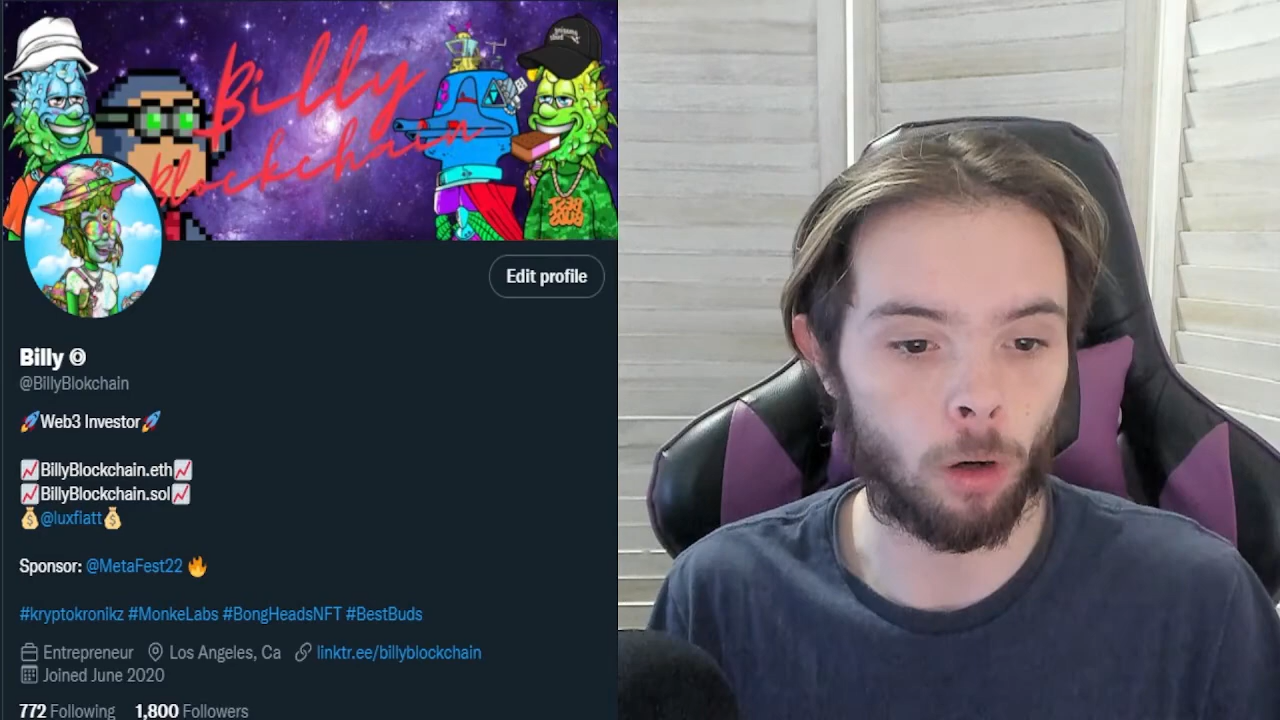 Billy
blockchain
Edit profile
Billy
@BillyBlokchain
🚀Web3 Investor🚀
📈BillyBlockchain.eth📈
📈BillyBlockchain.sol📈
💰@luxfiatt💰
Sponsor: @MetaFest22 🔥
#kryptokronikz #MonkeLabs #BongHeadsNFT #BestBuds
Entrepreneur Los Angeles, Ca linktr.ee/billyblockchain
Joined June 2020
772 Following 1,800 Followers